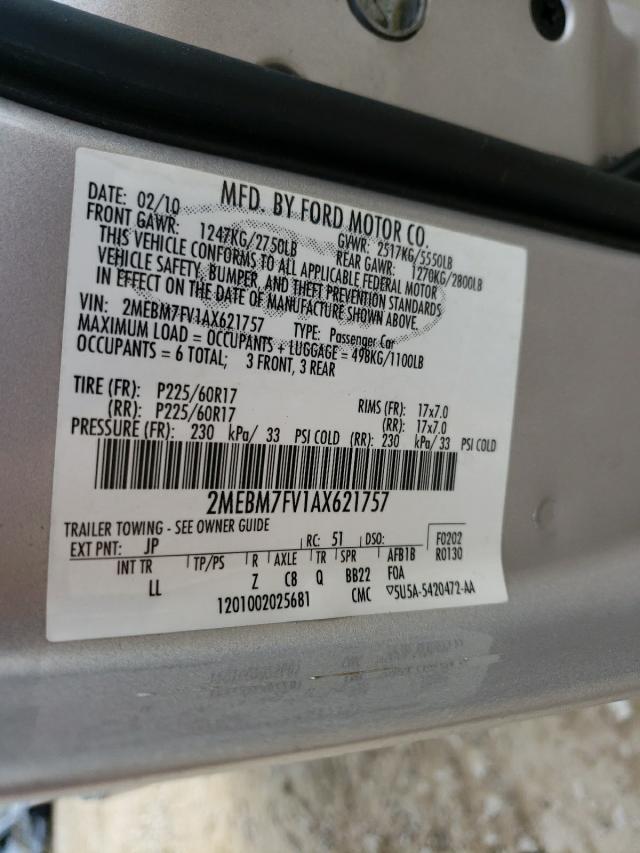 MFD. BY FORD MOTOR CO.
DATE: 02/10 GVWR: 2517KG/5550LB
FRONT GAWR: 1247KG/2750LB REAR GAWR: 1270KG/2800LB
THIS VEHICLE CONFORMS TO ALL APPLICABLE FEDERAL MOTOR
VEHICLE SAFETY, BUMPER, AND THEFT PREVENTION STANDARDS
IN EFFECT ON THE DATE OF MANUFACTURE SHOWN ABOVE.
VIN: 2MEBM7FV1AX621757 TYPE: Passenger Car
MAXIMUM LOAD = OCCUPANTS + LUGGAGE = 498KG/1100LB
OCCUPANTS = 6 TOTAL; 3 FRONT, 3 REAR
TIRE (FR): P225/60R17 RIMS (FR): 17x7.0
(RR): P225/60R17 (RR): 17x7.0
PRESSURE (FR): 230 kPa/ 33 PSI COLD (RR): 230 kPa/ 33 PSI COLD
2MEBM7FV1AX621757
TRAILER TOWING - SEE OWNER GUIDE
EXT PNT: JP RC: 51 DSO: F0202
INT TR TP/PS R AXLE TR SPR AFB1B R0130
LL Z C8 Q BB22 FOA
1201002025681 CMC ▽5U5A-5420472-AA